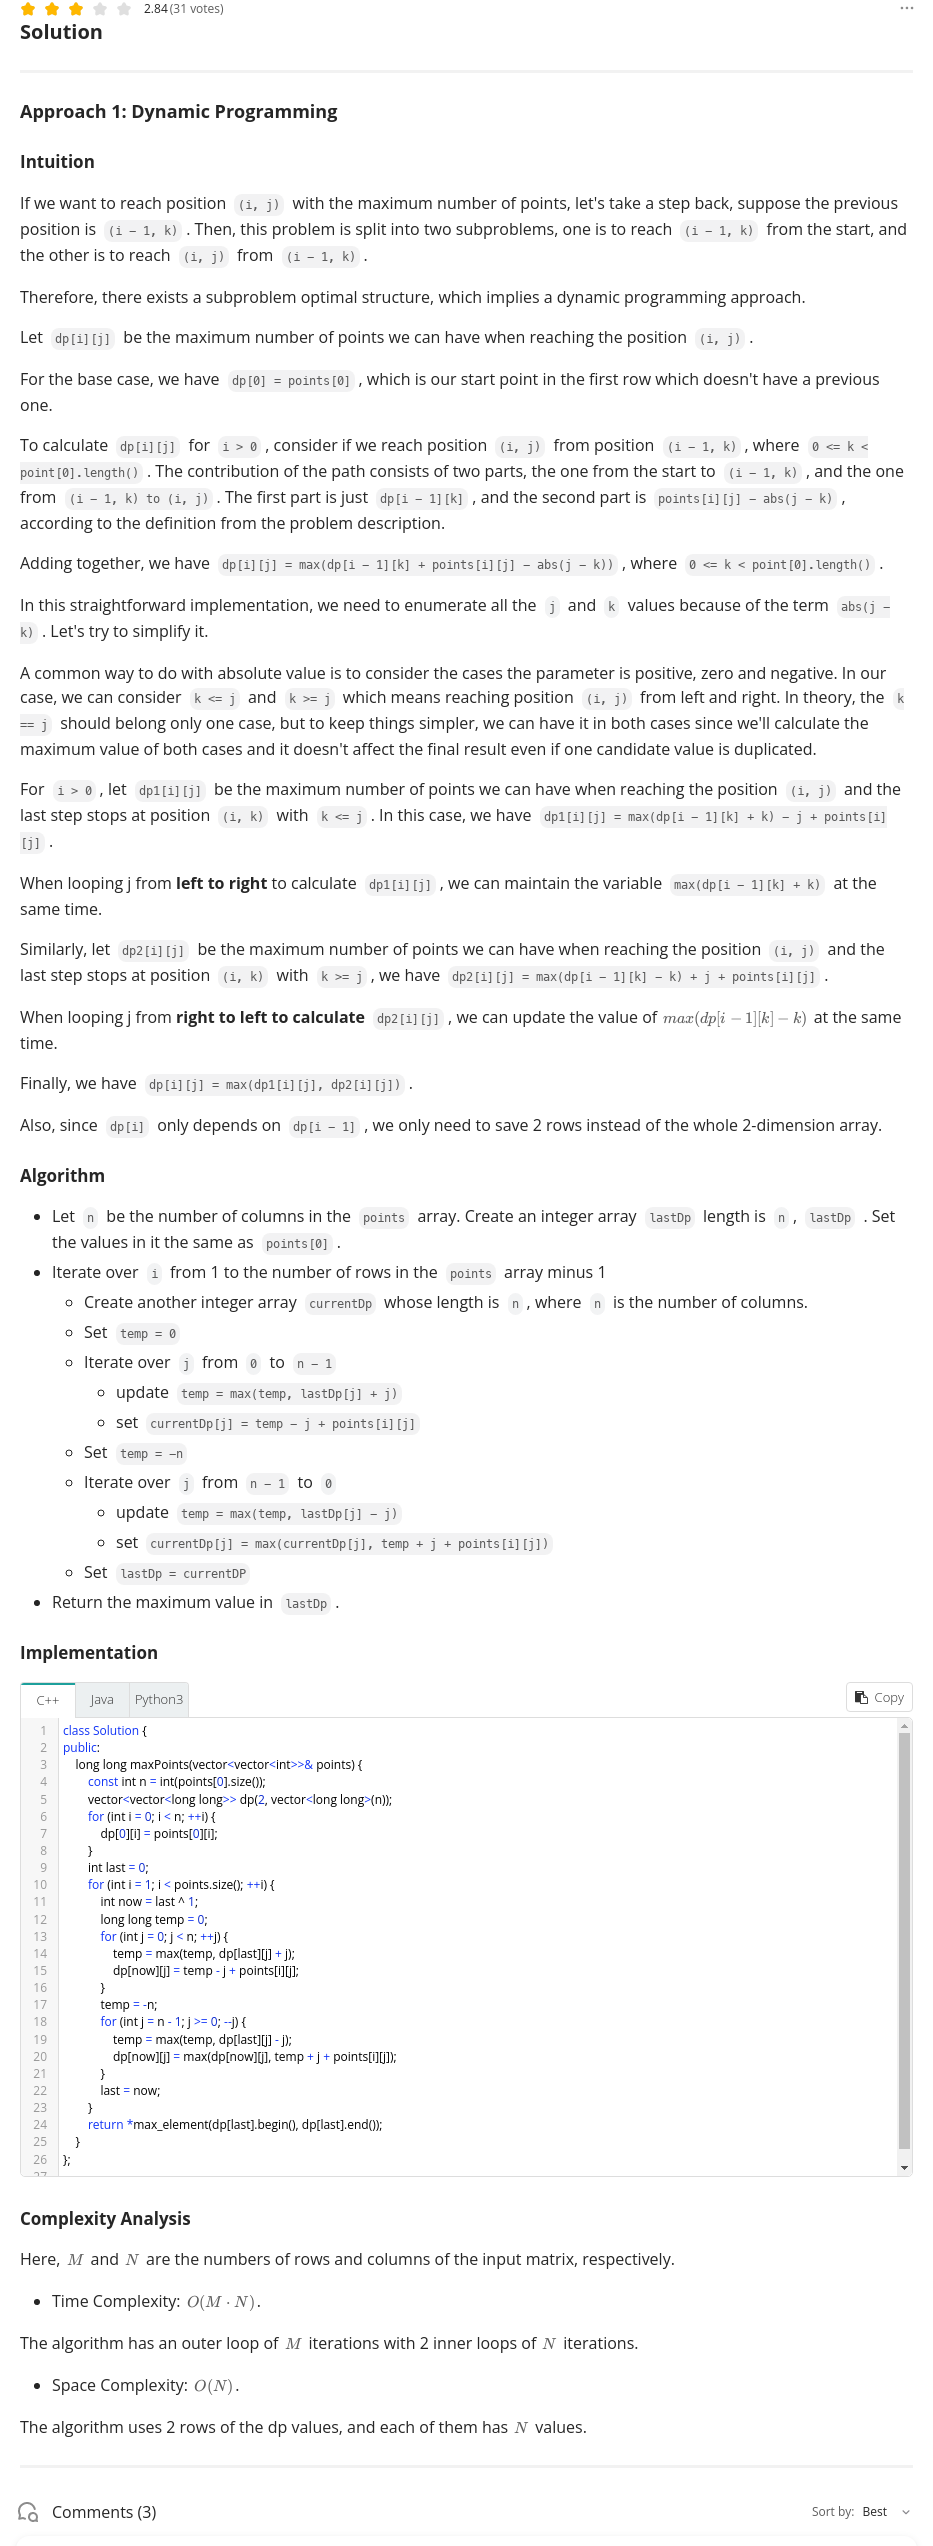 2.84 (31 votes)
...
Solution
Approach 1: Dynamic Programming
Intuition
If we want to reach position (i, j) with the maximum number of points, let's take a step back, suppose the previous
position is (i − 1, k) . Then, this problem is split into two subproblems, one is to reach (i − 1, k) from the start, and
the other is to reach (i, j) from (i − 1, k) .
Therefore, there exists a subproblem optimal structure, which implies a dynamic programming approach.
Let dp[i][j] be the maximum number of points we can have when reaching the position (i, j) .
For the base case, we have dp[0] = points[0] , which is our start point in the first row which doesn't have a previous
one.
To calculate dp[i][j] for i > 0 , consider if we reach position (i, j) from position (i − 1, k) , where 0 <= k <
point[0].length() . The contribution of the path consists of two parts, the one from the start to (i − 1, k) , and the one
from (i − 1, k) to (i, j) . The first part is just dp[i − 1][k] , and the second part is points[i][j] − abs(j − k) ,
according to the definition from the problem description.
Adding together, we have dp[i][j] = max(dp[i − 1][k] + points[i][j] − abs(j − k)) , where 0 <= k < point[0].length() .
In this straightforward implementation, we need to enumerate all the j and k values because of the term abs(j −
k) . Let's try to simplify it.
A common way to do with absolute value is to consider the cases the parameter is positive, zero and negative. In our
case, we can consider k <= j and k >= j which means reaching position (i, j) from left and right. In theory, the k
== j should belong only one case, but to keep things simpler, we can have it in both cases since we'll calculate the
maximum value of both cases and it doesn't affect the final result even if one candidate value is duplicated.
For i > 0 , let dp1[i][j] be the maximum number of points we can have when reaching the position (i, j) and the
last step stops at position (i, k) with k <= j . In this case, we have dp1[i][j] = max(dp[i − 1][k] + k) − j + points[i]
[j] .
When looping j from left to right to calculate dp1[i][j] , we can maintain the variable max(dp[i − 1][k] + k) at the
same time.
Similarly, let dp2[i][j] be the maximum number of points we can have when reaching the position (i, j) and the
last step stops at position (i, k) with k >= j , we have dp2[i][j] = max(dp[i − 1][k] − k) + j + points[i][j] .
When looping j from right to left to calculate dp2[i][j] , we can update the value of max(dp[i − 1][k] − k) at the same
time.
Finally, we have dp[i][j] = max(dp1[i][j], dp2[i][j]) .
Also, since dp[i] only depends on dp[i − 1] , we only need to save 2 rows instead of the whole 2-dimension array.
Algorithm
• Let n be the number of columns in the points array. Create an integer array lastDp length is n , lastDp . Set
the values in it the same as points[0] .
• Iterate over i from 1 to the number of rows in the points array minus 1
◦ Create another integer array currentDp whose length is n , where n is the number of columns.
◦ Set temp = 0
◦ Iterate over j from 0 to n − 1
◦ update temp = max(temp, lastDp[j] + j)
◦ set currentDp[j] = temp − j + points[i][j]
◦ Set temp = −n
◦ Iterate over j from n − 1 to 0
◦ update temp = max(temp, lastDp[j] − j)
◦ set currentDp[j] = max(currentDp[j], temp + j + points[i][j])
◦ Set lastDp = currentDP
• Return the maximum value in lastDp .
Implementation
C++ Java Python3 Copy
1 class Solution {
2 public:
3 long long maxPoints(vector<vector<int>>& points) {
4 const int n = int(points[0].size());
5 vector<vector<long long>> dp(2, vector<long long>(n));
6 for (int i = 0; i < n; ++i) {
7 dp[0][i] = points[0][i];
8 }
9 int last = 0;
10 for (int i = 1; i < points.size(); ++i) {
11 int now = last ^ 1;
12 long long temp = 0;
13 for (int j = 0; j < n; ++j) {
14 temp = max(temp, dp[last][j] + j);
15 dp[now][j] = temp - j + points[i][j];
16 }
17 temp = -n;
18 for (int j = n - 1; j >= 0; --j) {
19 temp = max(temp, dp[last][j] - j);
20 dp[now][j] = max(dp[now][j], temp + j + points[i][j]);
21 }
22 last = now;
23 }
24 return *max_element(dp[last].begin(), dp[last].end());
25 }
26 };
27
Complexity Analysis
Here, M and N are the numbers of rows and columns of the input matrix, respectively.
• Time Complexity: O(M · N).
The algorithm has an outer loop of M iterations with 2 inner loops of N iterations.
• Space Complexity: O(N).
The algorithm uses 2 rows of the dp values, and each of them has N values.
Comments (3) Sort by: Best